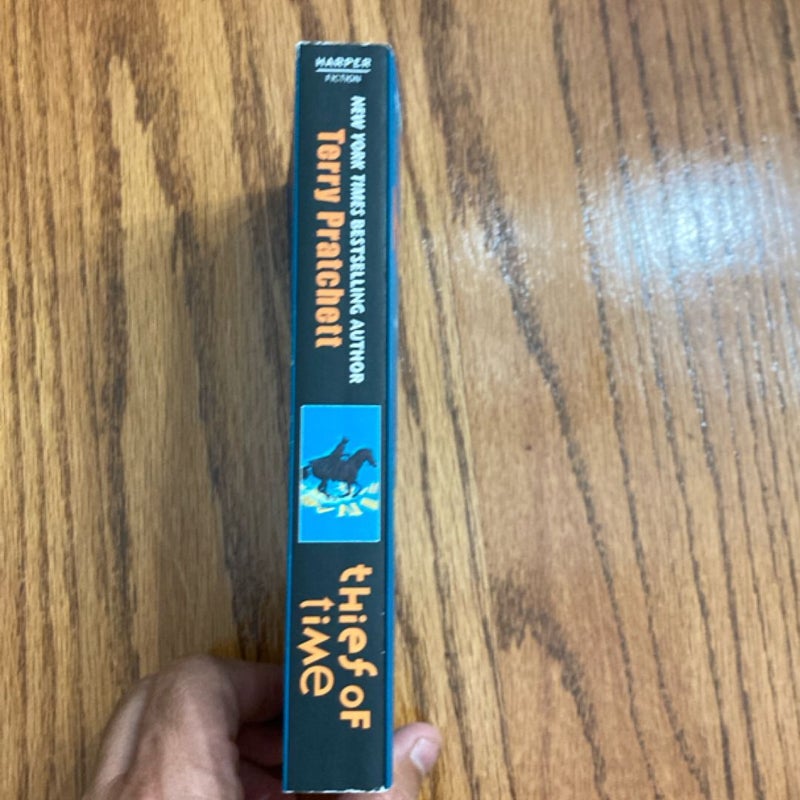 HARPER
FICTION
NEW YORK TIMES BESTSELLING AUTHOR
Terry Pratchett
tHief oF
TiMe